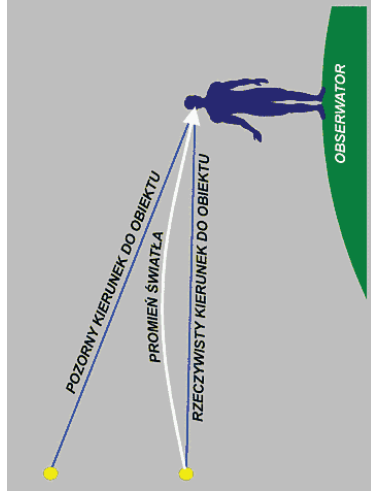 POZORNY KIERUNEK DO OBIEKTU
PROMIEŃ ŚWIATŁA
RZECZYWISTY KIERUNEK DO OBIEKTU
OBSERWATOR